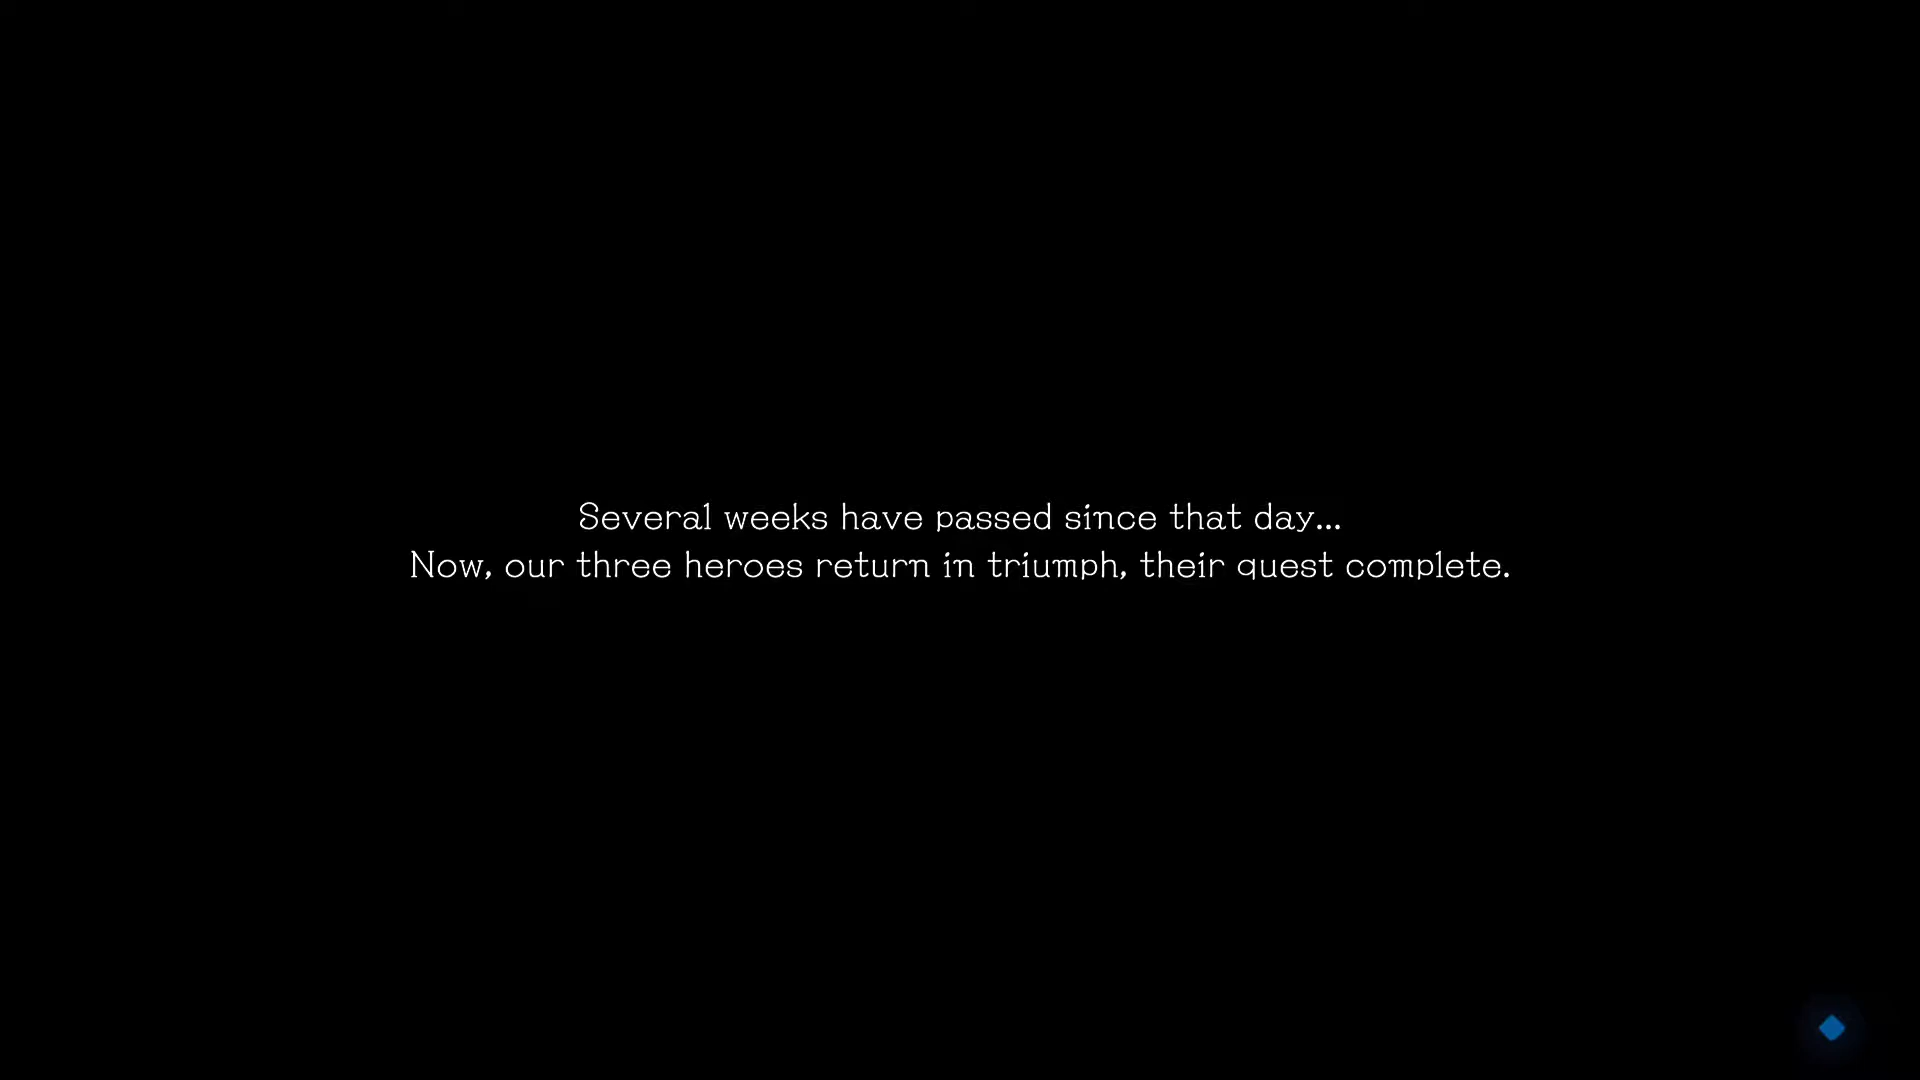 Several weeks have passed since that day...
Now, our three heroes return in triumph, their quest complete.